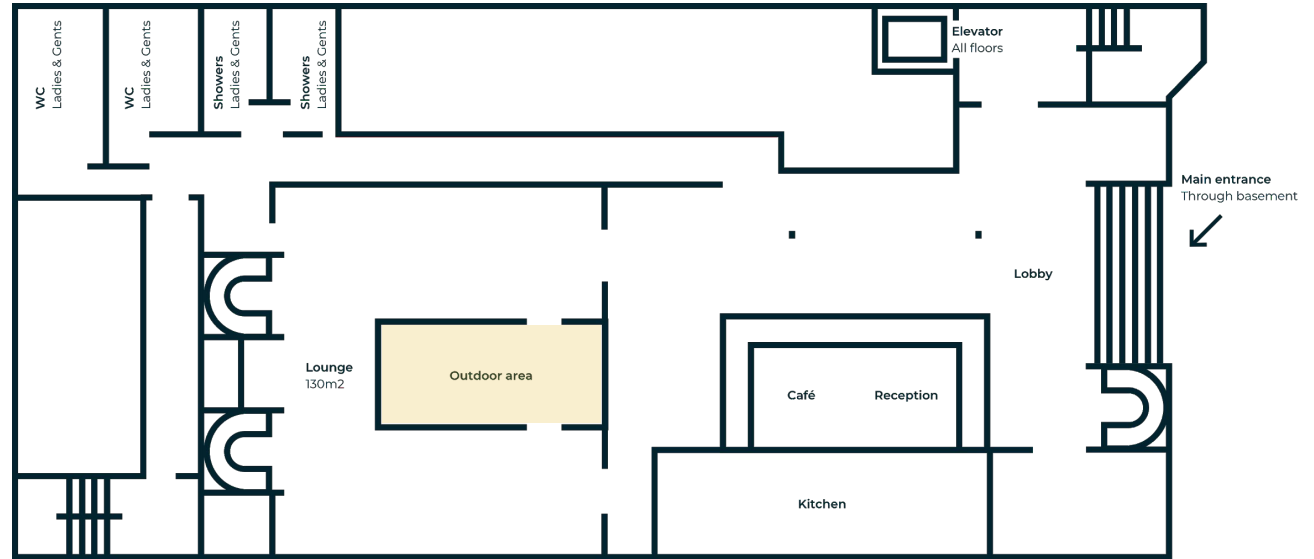 WC
Ladies & Gents
WC
Ladies & Gents
Showers
Ladies & Gents
Showers
Ladies & Gents
Elevator
All floors
Main entrance
Through basement
Lobby
Lounge
130m2
Outdoor area
Café
Reception
Kitchen